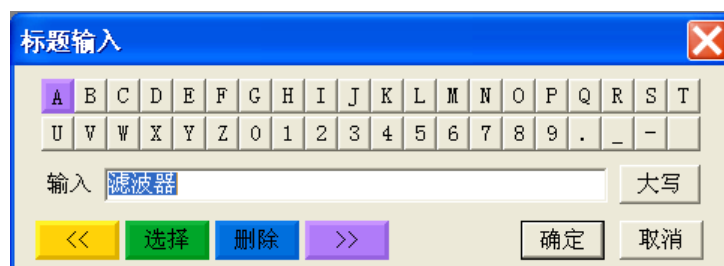 标题输入
A B C D E F G H I J K L M N O P Q R S T
U V W X Y Z 0 1 2 3 4 5 6 7 8 9 . _ -
输入 滤波器 大写
<< 选择 删除 >> 确定 取消